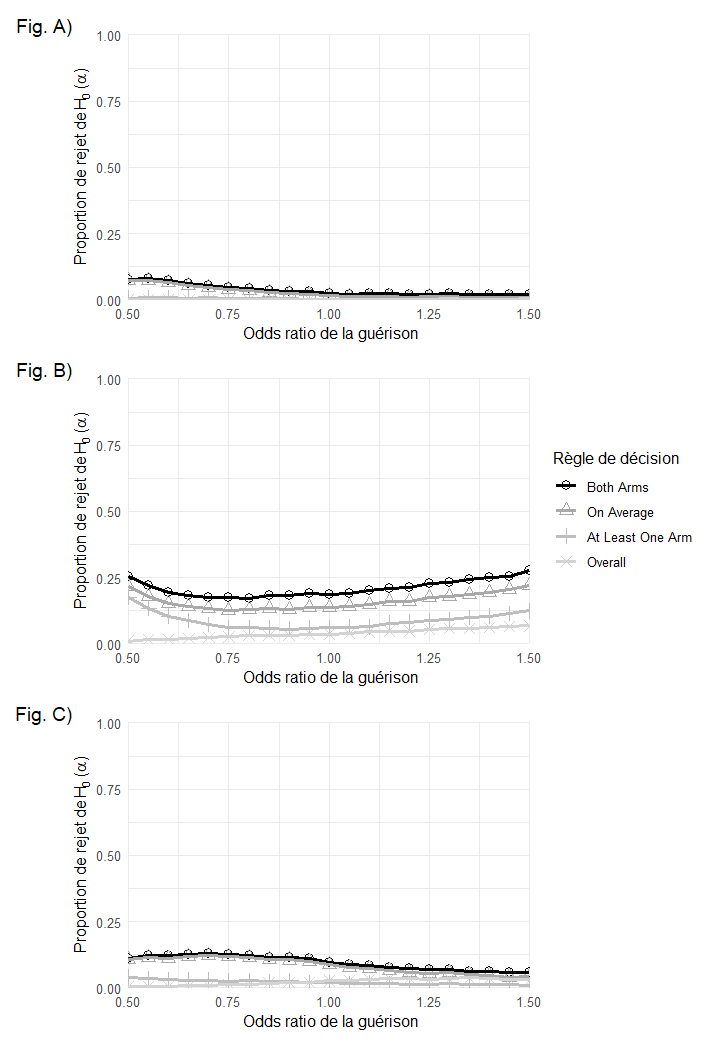 Fig. A)
Proportion de rejet de H0 (α)
1.00
0.75
0.50
0.25
0.00
0.50 0.75 1.00 1.25 1.50
Odds ratio de la guérison
Fig. B)
Proportion de rejet de H0 (α)
1.00
0.75
0.50
0.25
0.00
0.50 0.75 1.00 1.25 1.50
Odds ratio de la guérison
Règle de décision
Both Arms
On Average
At Least One Arm
Overall
Fig. C)
Proportion de rejet de H0 (α)
1.00
0.75
0.50
0.25
0.00
0.50 0.75 1.00 1.25 1.50
Odds ratio de la guérison